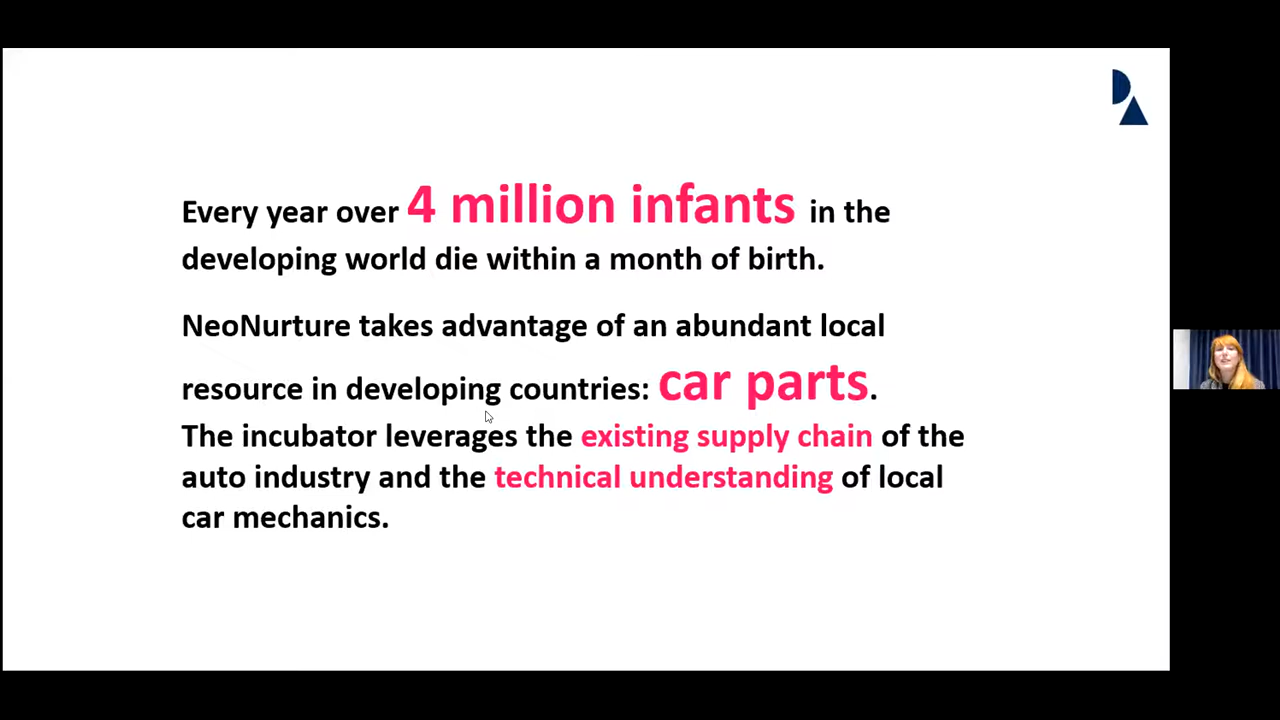 Every year over 4 million infants in the
developing world die within a month of birth.
NeoNurture takes advantage of an abundant local
resource in developing countries: car parts.
The incubator leverages the existing supply chain of the
auto industry and the technical understanding of local
car mechanics.